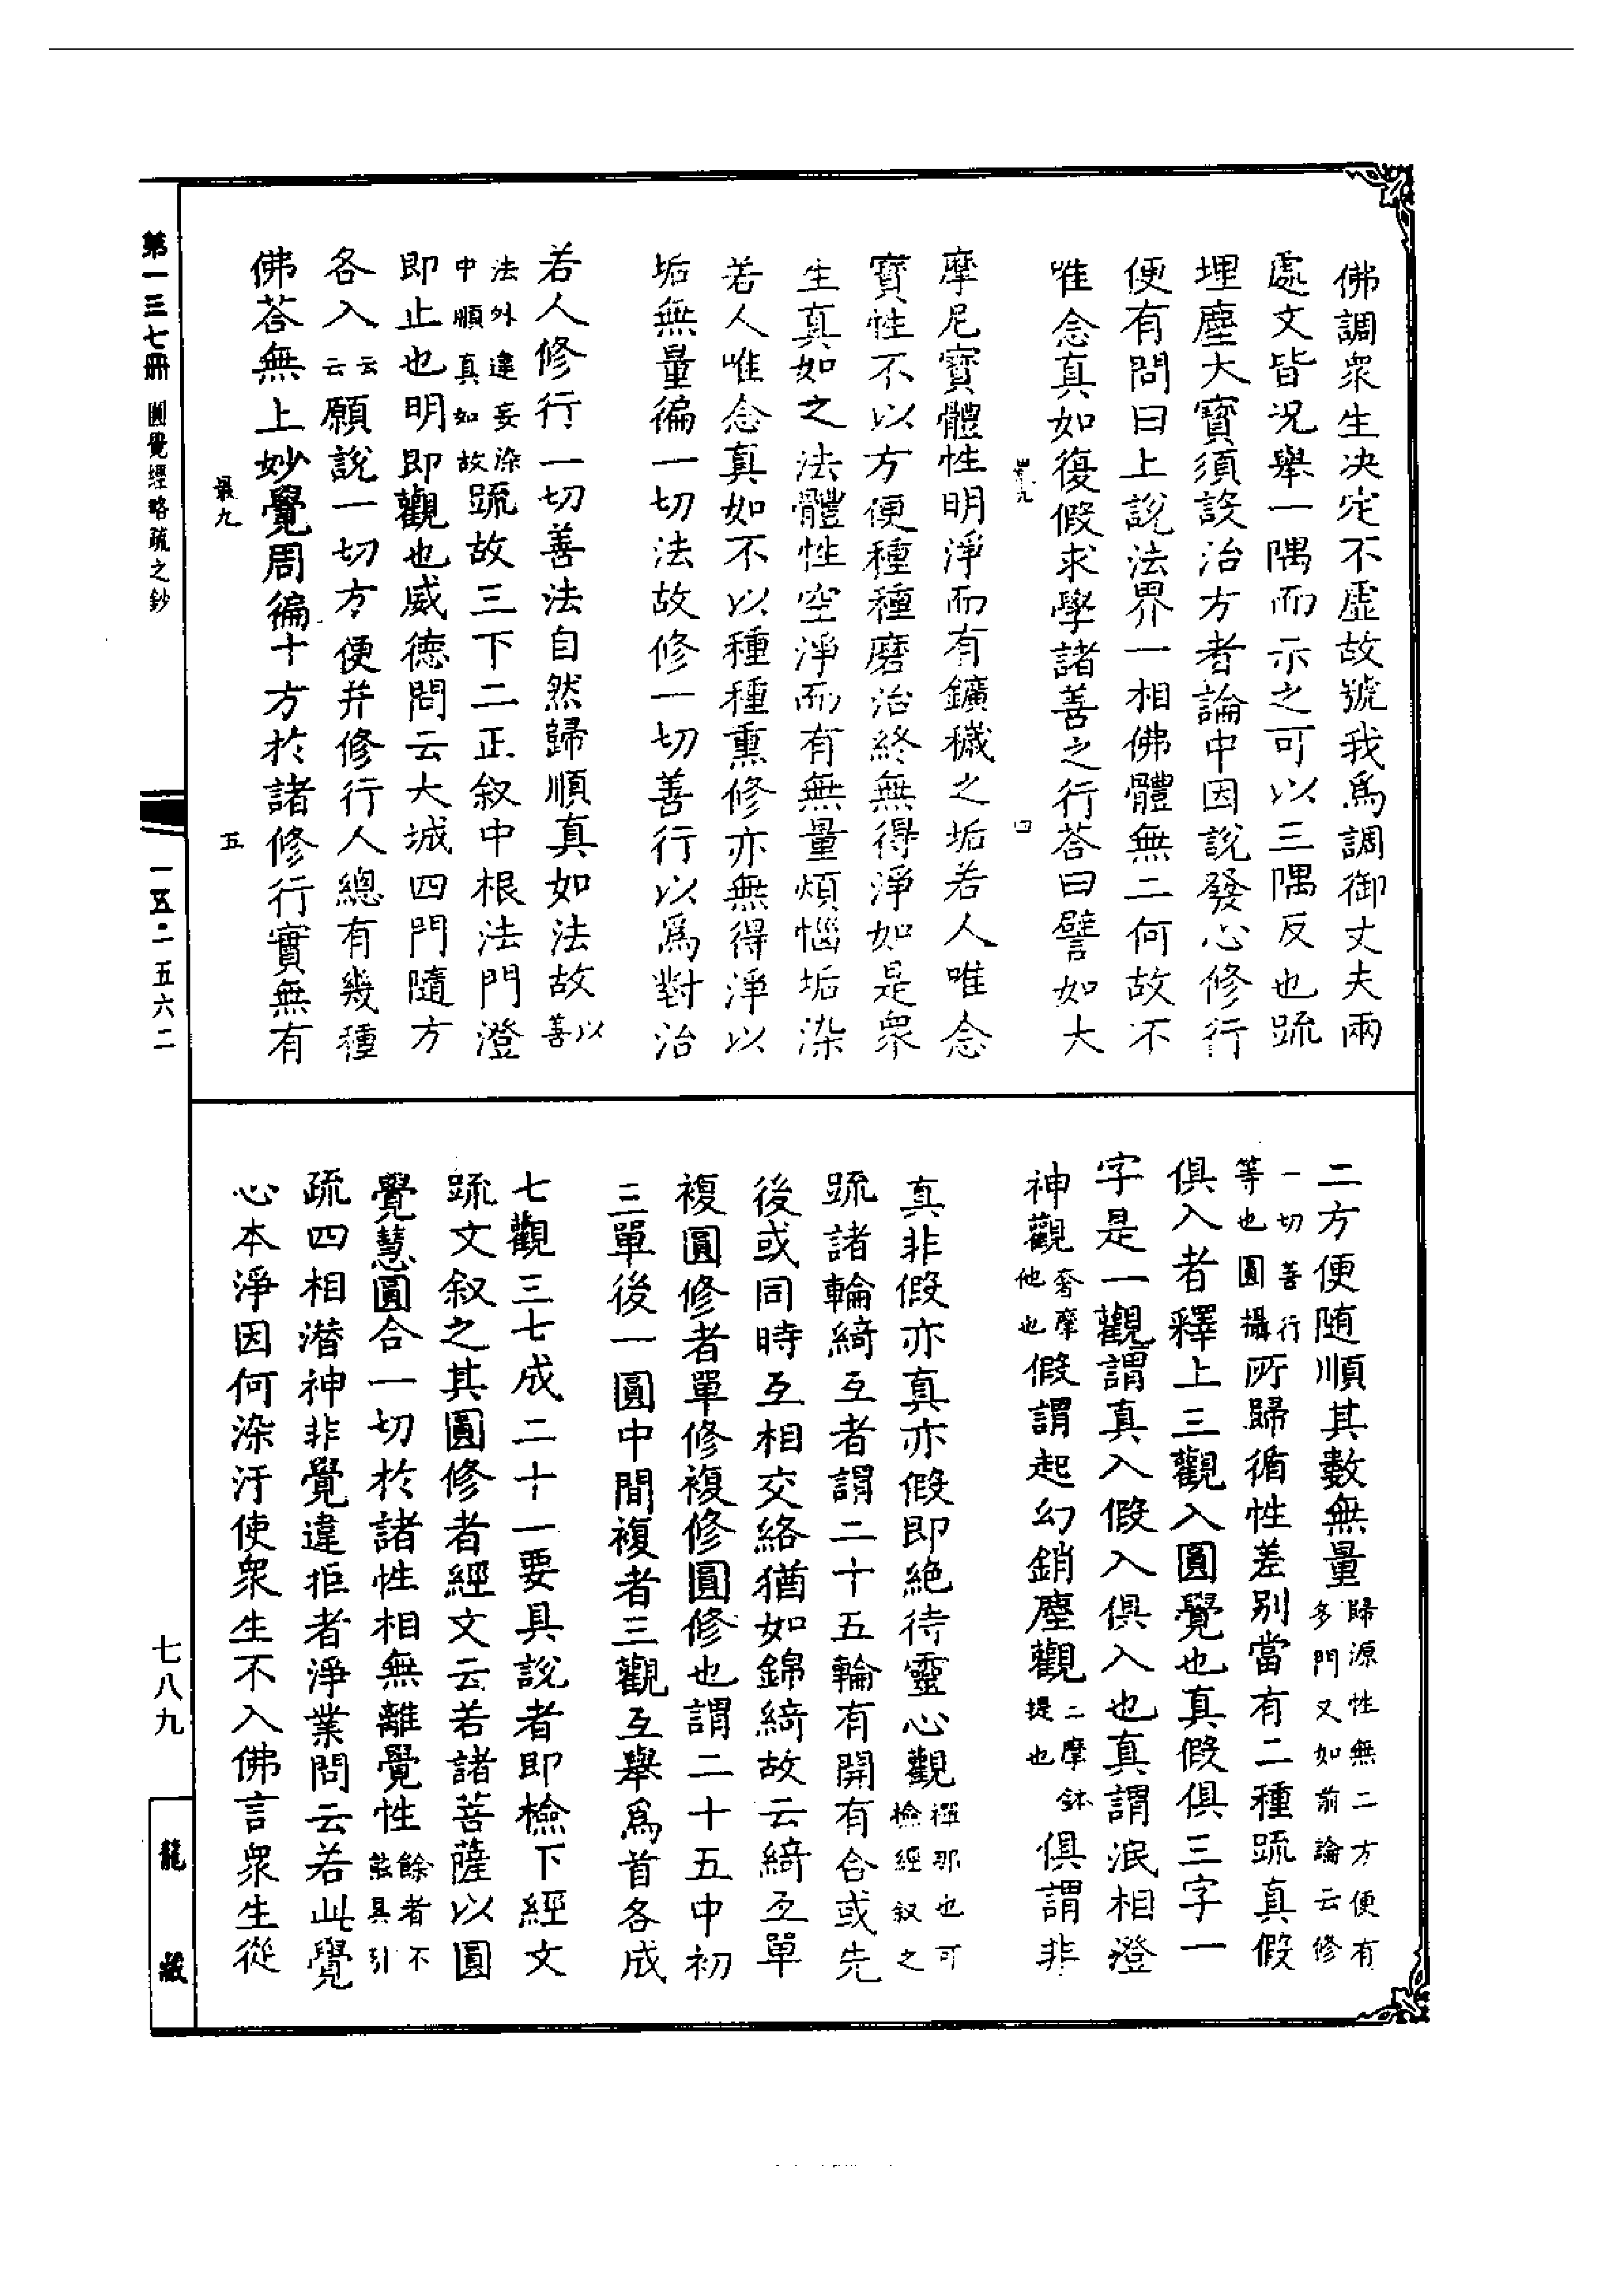 佛調衆生决定不虛故號我為調御丈夫兩
處文皆况舉一隅而示之可以三隅反也䟽
埋塵大寶須設治方者論中因說發心修行
便有問曰上說法界一相佛體無二何故不
唯念真如復假求學諸善之行荅曰譬如大
四
摩尼寶體性明淨而有鑛穢之垢若人唯念
寶性不以方便種種磨治終無得淨如是衆
生真如之法體性空淨而有無量煩惱垢染
若人唯念真如不以種種熏修亦無得淨以
垢無量徧一切法故修一切善行以爲對治
若人修行一切善法自然歸順真如法故以善
法外違妄染中順真如故䟽故三下二正叙中根法門澄
即止也明即觀也威德問云大城四門隨方
各入云云願說一切方便并修行人總有幾種
佛荅無上妙覺周徧十方於諸修行實無有
最九 五
二方便随順其數無量歸源性無二方便有多門又如前論云修
一切善行等也圓攝所歸循性差別當有二種䟽真假
俱入者釋上三觀入圓覺也真假俱三字一
字是一觀謂真入假入俱入也真謂泯相澄
神觀奢摩他也假謂起幻銷塵觀二摩鉢提也俱謂非
真非假亦真亦假即絶待靈心觀禪那也可檢經叙之
䟽諸輪綺互者謂二十五輪有開有合或先
後或同時互相交絡猶如錦綺故云綺互單
複圓修者單修複修圓修也謂二十五中初
三單後一圓中間複者三觀互舉爲首各成
七觀三七成二十一要具說者即檢下經文
䟽文叙之其圓修者經文云若諸菩薩以圓
覺慧圓合一切於諸性相無離覺性餘者不能具引
䟽四相潜神非覺違拒者淨業問云若此覺
心本淨因何染汙使衆生不入佛言衆生從
第一三七冊 圓覺經略疏之鈔
一五·一五六二
七八九
龍藏